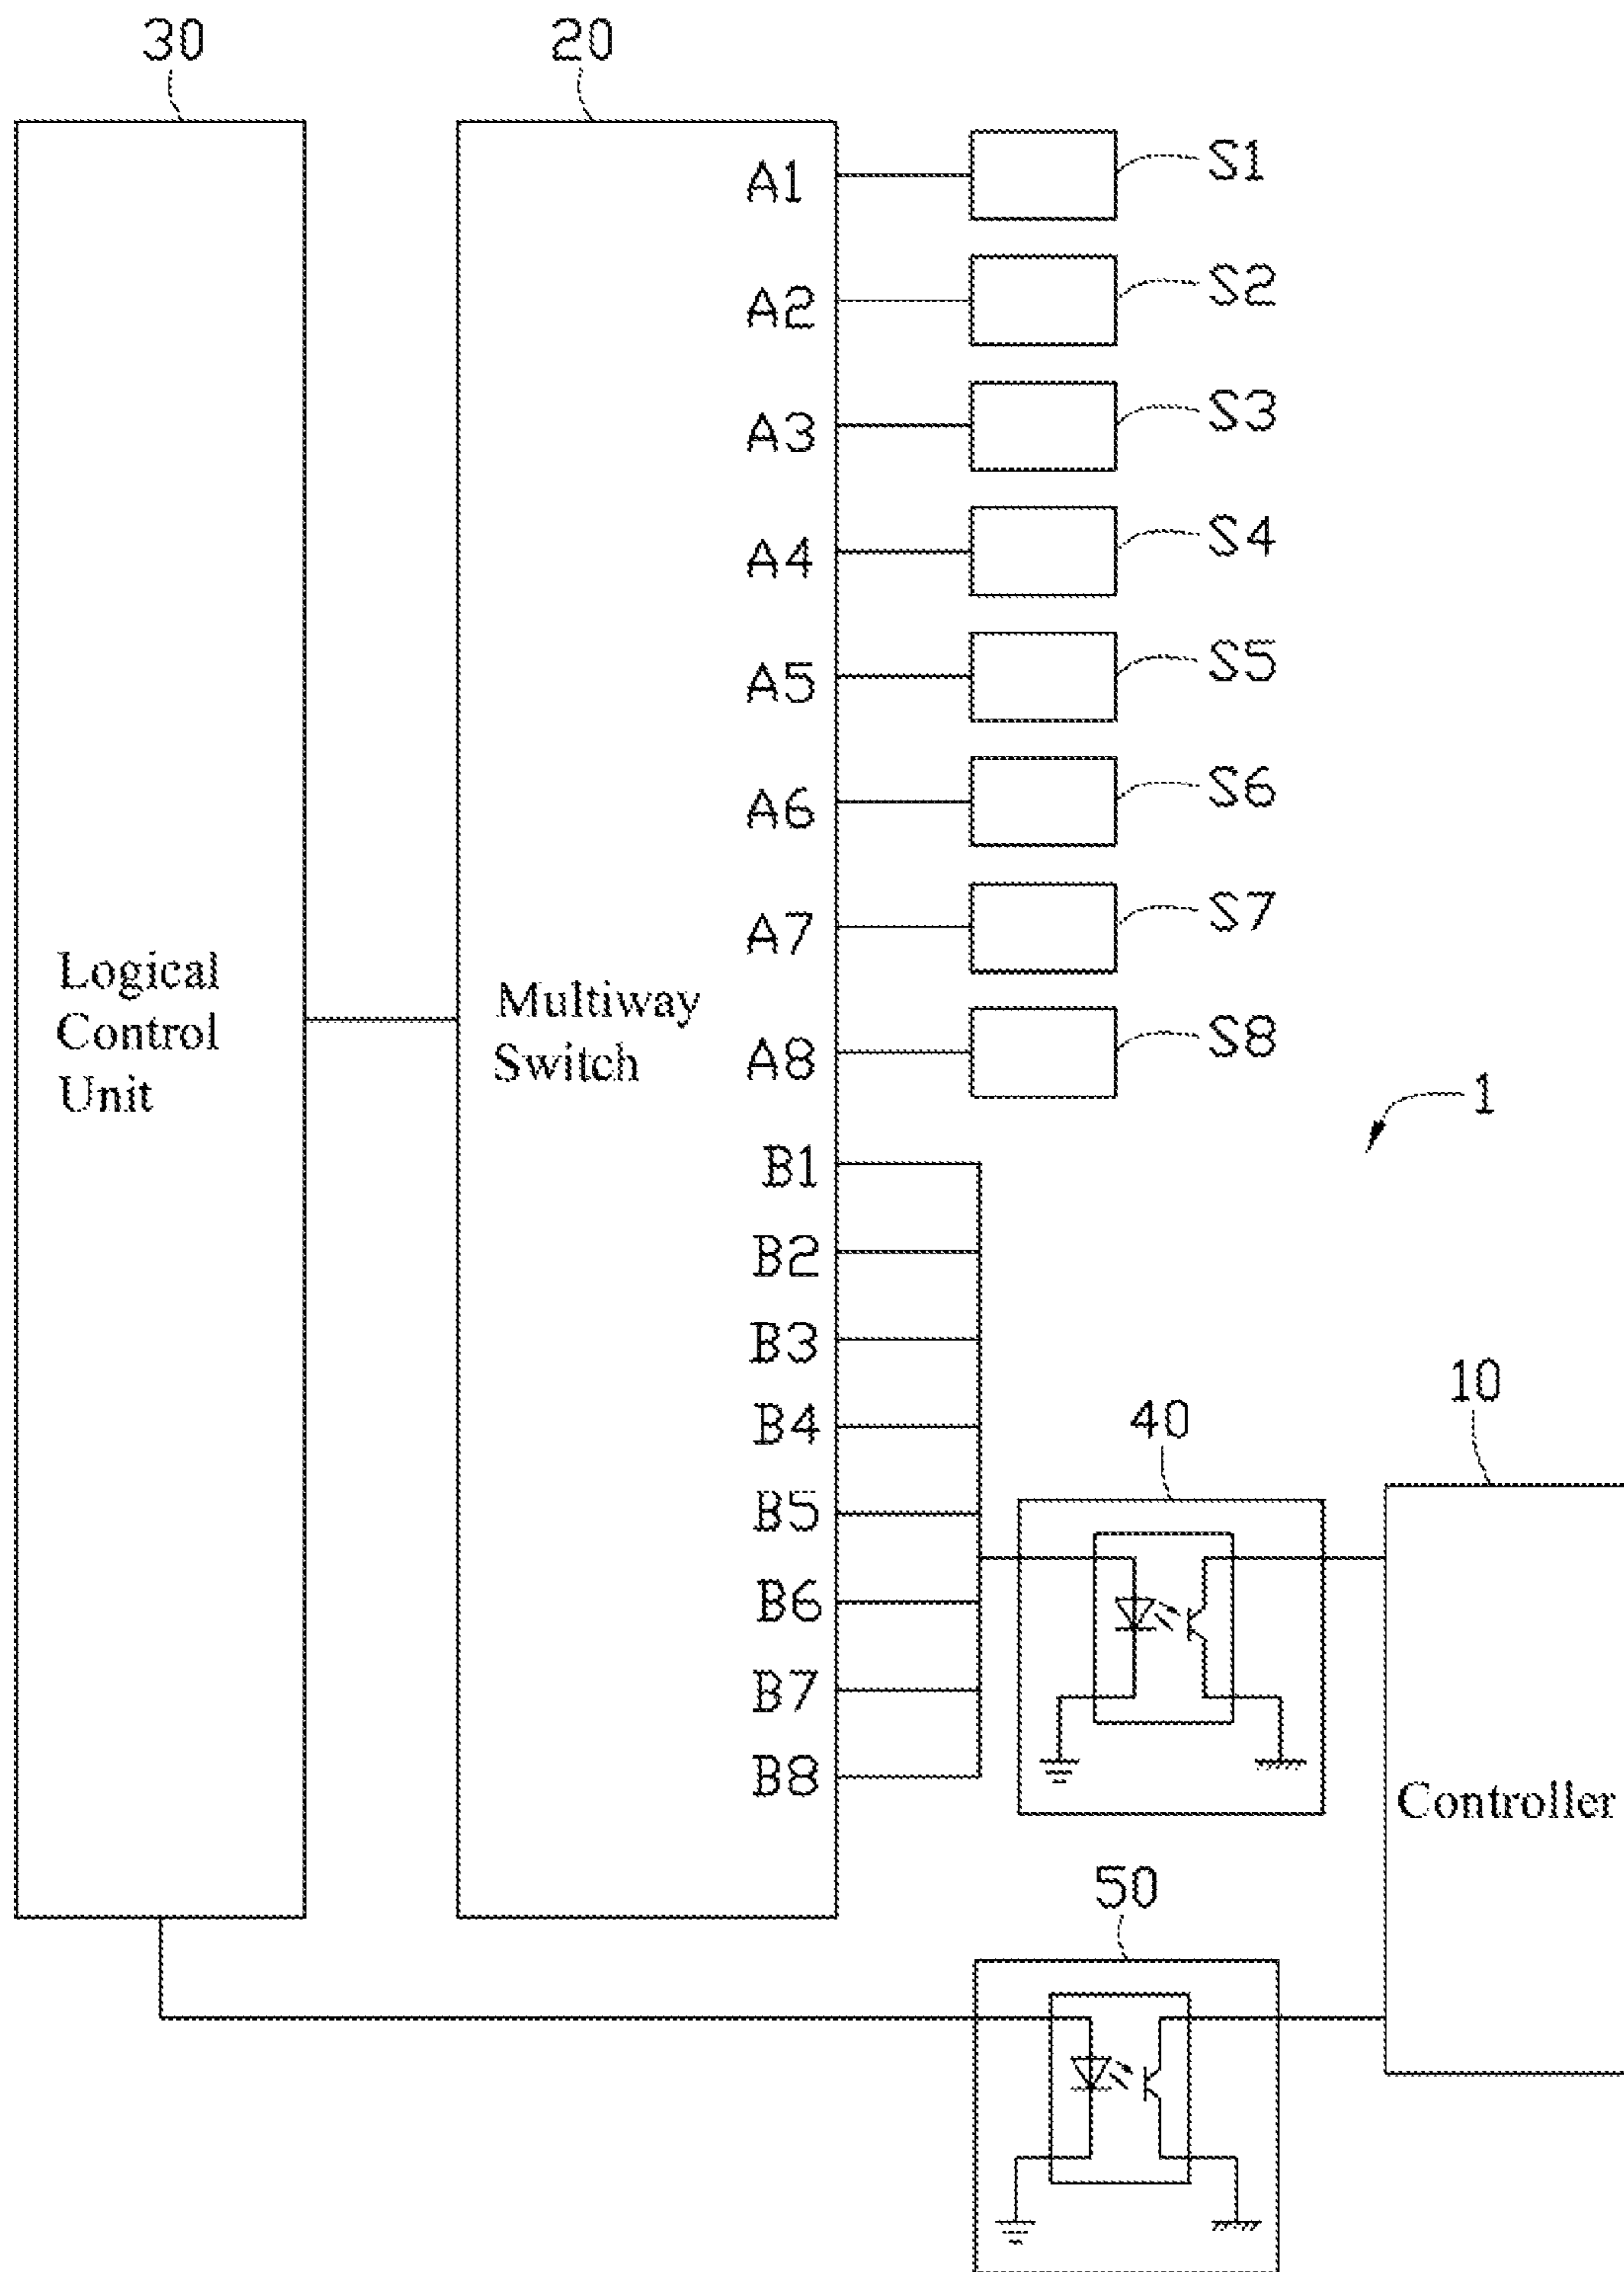 30
20
A1
S1
A2
S2
A3
S3
A4
S4
A5
S5
A6
S6
A7
S7
Logical
Control
Unit
Multiway
Switch
A8
S8
1
B1
B2
B3
B4
B5
B6
B7
B8
40
10
Controller
50